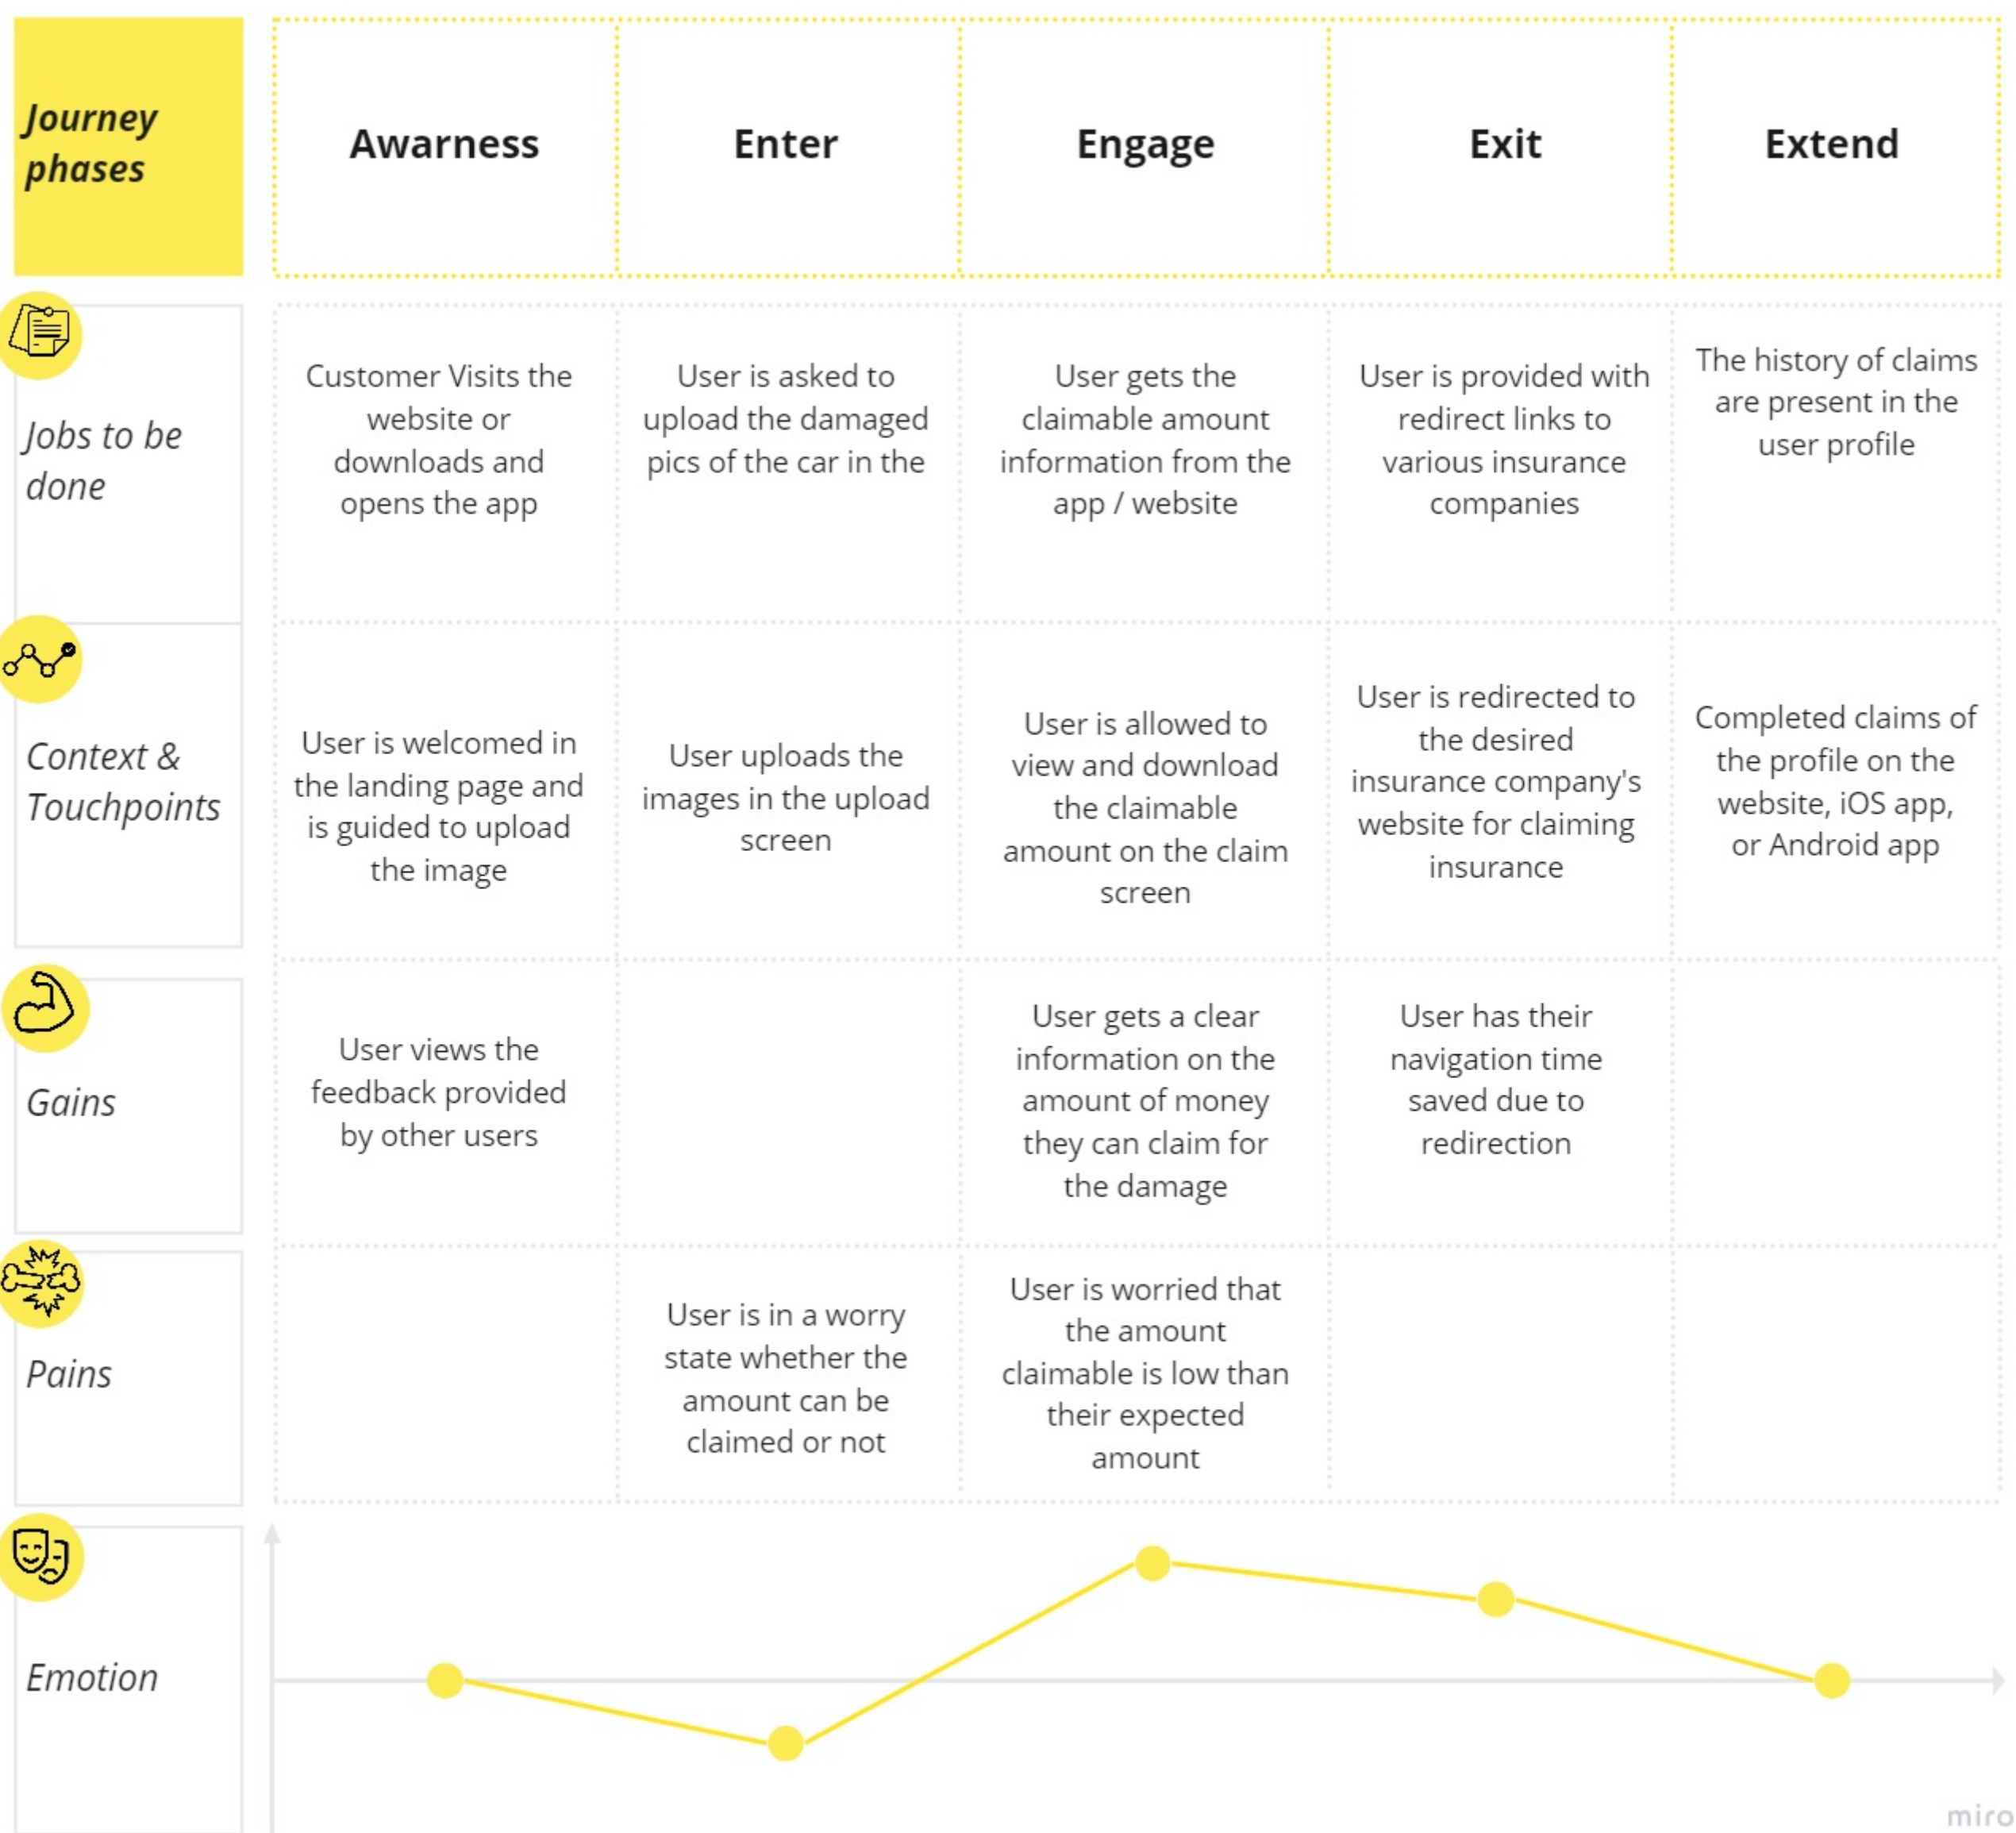 Journey
phases
Awarness
Enter
Engage
Exit
Extend
Jobs to be
done
Customer Visits the
website or
downloads and
opens the app
User is asked to
upload the damaged
pics of the car in the
User gets the
claimable amount
information from the
app / website
User is provided with
redirect links to
various insurance
companies
The history of claims
are present in the
user profile
Context &
Touchpoints
User is welcomed in
the landing page and
is guided to upload
the image
User uploads the
images in the upload
screen
User is allowed to
view and download
the claimable
amount on the claim
screen
User is redirected to
the desired
insurance company's
website for claiming
insurance
Completed claims of
the profile on the
website, iOS app,
or Android app
Gains
User views the
feedback provided
by other users
User gets a clear
information on the
amount of money
they can claim for
the damage
User has their
navigation time
saved due to
redirection
Pains
User is in a worry
state whether the
amount can be
claimed or not
User is worried that
the amount
claimable is low than
their expected
amount
Emotion
miro